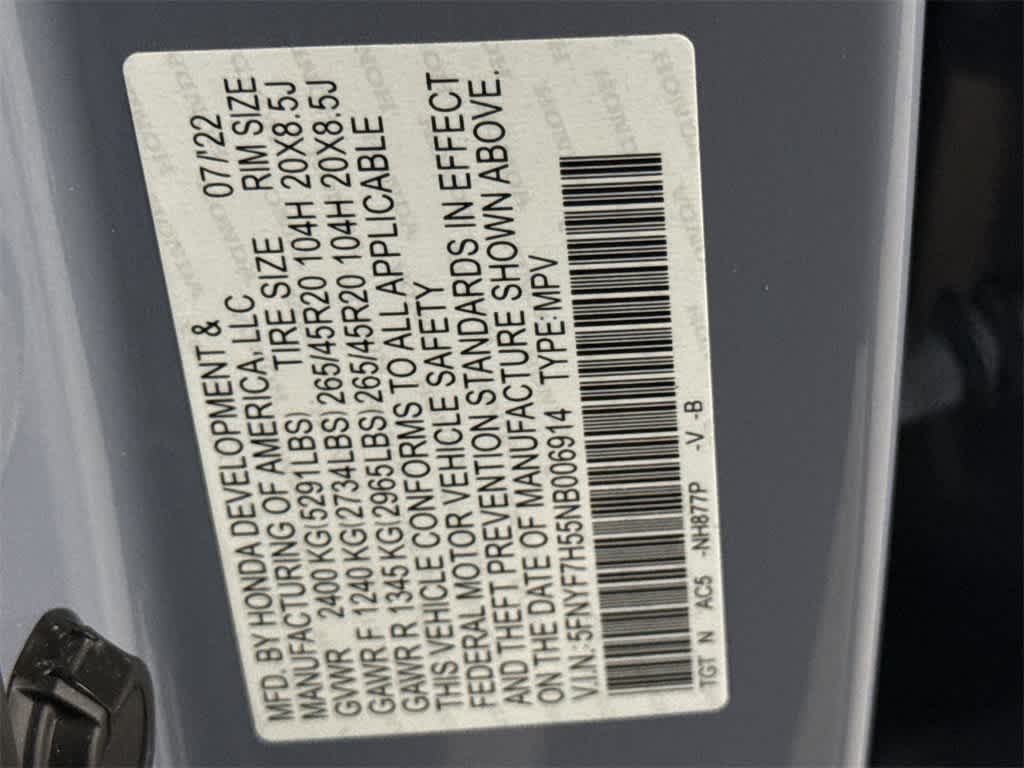 MFD. BY HONDA DEVELOPMENT & 07/'22
MANUFACTURING OF AMERICA, LLC TIRE SIZE RIM SIZE
GVWR 2400 KG(5291LBS)
GAWR F 1240 KG(2734LBS) 265/45R20 104H 20X8.5J
GAWR R 1345 KG(2965LBS) 265/45R20 104H 20X8.5J
THIS VEHICLE CONFORMS TO ALL APPLICABLE
FEDERAL MOTOR VEHICLE SAFETY
AND THEFT PREVENTION STANDARDS IN EFFECT
ON THE DATE OF MANUFACTURE SHOWN ABOVE.
V.I.N.:5FNYF7H55NB006914 TYPE:MPV
TGT N AC5 -NH877P -V -B